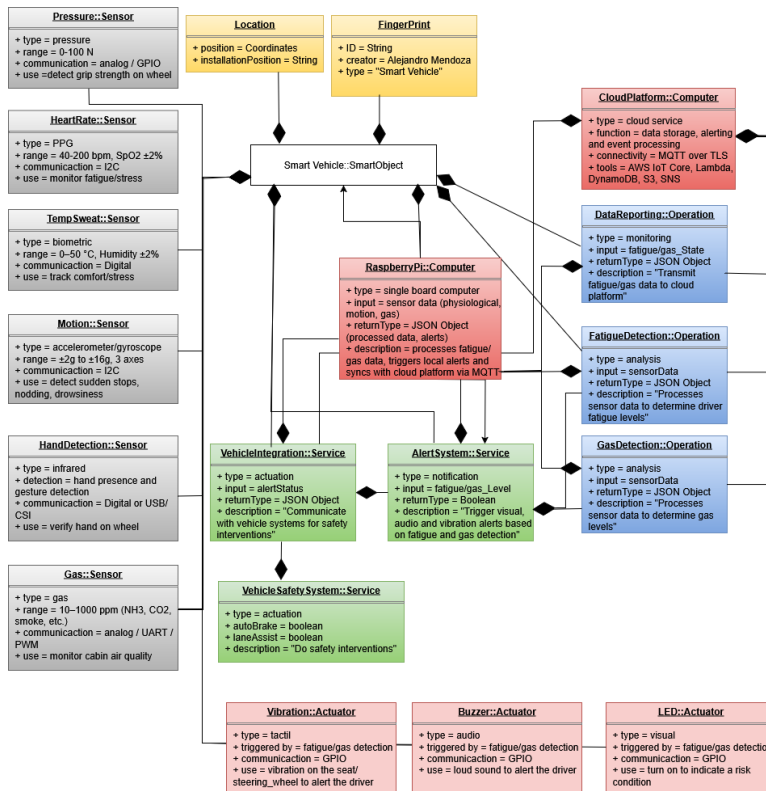 Pressure::Sensor
+ type = pressure
+ range = 0-100 N
+ communication = analog / GPIO
+ use =detect grip strength on wheel
Location
+ position = Coordinates
+ installationPosition = String
FingerPrint
+ ID = String
+ creator = Alejandro Mendoza
+ type = "Smart Vehicle"
CloudPlatform::Computer
+ type = cloud service
+ function = data storage, alerting
and event processing
+ connectivity = MQTT over TLS
+ tools = AWS IoT Core, Lambda,
DynamoDB, S3, SNS
HeartRate::Sensor
+ type = PPG
+ range = 40-200 bpm, SpO2 ±2%
+ communicacction = I2C
+ use = monitor fatigue/stress
Smart Vehicle::SmartObject
TempSweat::Sensor
+ type = biometric
+ range = 0–50 °C, Humidity ±2%
+ communicacction = Digital
+ use = track comfort/stress
DataReporting::Operation
+ type = monitoring
+ input = fatigue/gas_State
+ returnType = JSON Object
+ description = "Transmit
fatigue/gas data to cloud
platform"
RaspberryPi::Computer
+ type = single board computer
+ input = sensor data (physiological,
motion, gas)
+ returnType = JSON Object
(processed data, alerts)
+ description = processes fatigue/
gas data, triggers local alerts and
syncs with cloud platform via MQTT
Motion::Sensor
+ type = accelerometer/gyroscope
+ range = ±2g to ±16g, 3 axes
+ communicacction = I2C
+ use = detect sudden stops,
nodding, drowsiness
FatigueDetection::Operation
+ type = analysis
+ input = sensorData
+ returnType = JSON Object
+ description = "Processes
sensor data to determine driver
fatigue levels"
HandDetection::Sensor
+ type = infrared
+ detection = hand presence and
gesture detection
+ communicacction = Digital or USB/
CSI
+ use = verify hand on wheel
VehicleIntegration::Service
+ type = actuation
+ input = alertStatus
+ returnType = JSON Object
+ description = "Communicate
with vehicle systems for safety
interventions"
AlertSystem::Service
+ type = notification
+ input = fatigue/gas_Level
+ returnType = Boolean
+ description = "Trigger visual,
audio and vibration alerts based
on fatigue and gas detection"
GasDetection::Operation
+ type = analysis
+ input = sensorData
+ returnType = JSON Object
+ description = "Processes
sensor data to determine gas
levels"
Gas::Sensor
+ type = gas
+ range = 10–1000 ppm (NH3, CO2,
smoke, etc.)
+ communicacction = analog / UART /
PWM
+ use = monitor cabin air quality
VehicleSafetySystem::Service
+ type = actuation
+ autoBrake = boolean
+ laneAssist = boolean
+ description = "Do safety interventions"
Vibration::Actuator
+ type = tactil
+ triggered by = fatigue/gas detection
+ communicacction = GPIO
+ use = vibration on the seat/
steering_wheel to alert the driver
Buzzer::Actuator
+ type = audio
+ triggered by = fatigue/gas detection
+ communicacction = GPIO
+ use = loud sound to alert the driver
LED::Actuator
+ type = visual
+ triggered by = fatigue/gas detection
+ communicacction = GPIO
+ use = turn on to indicate a risk
condition